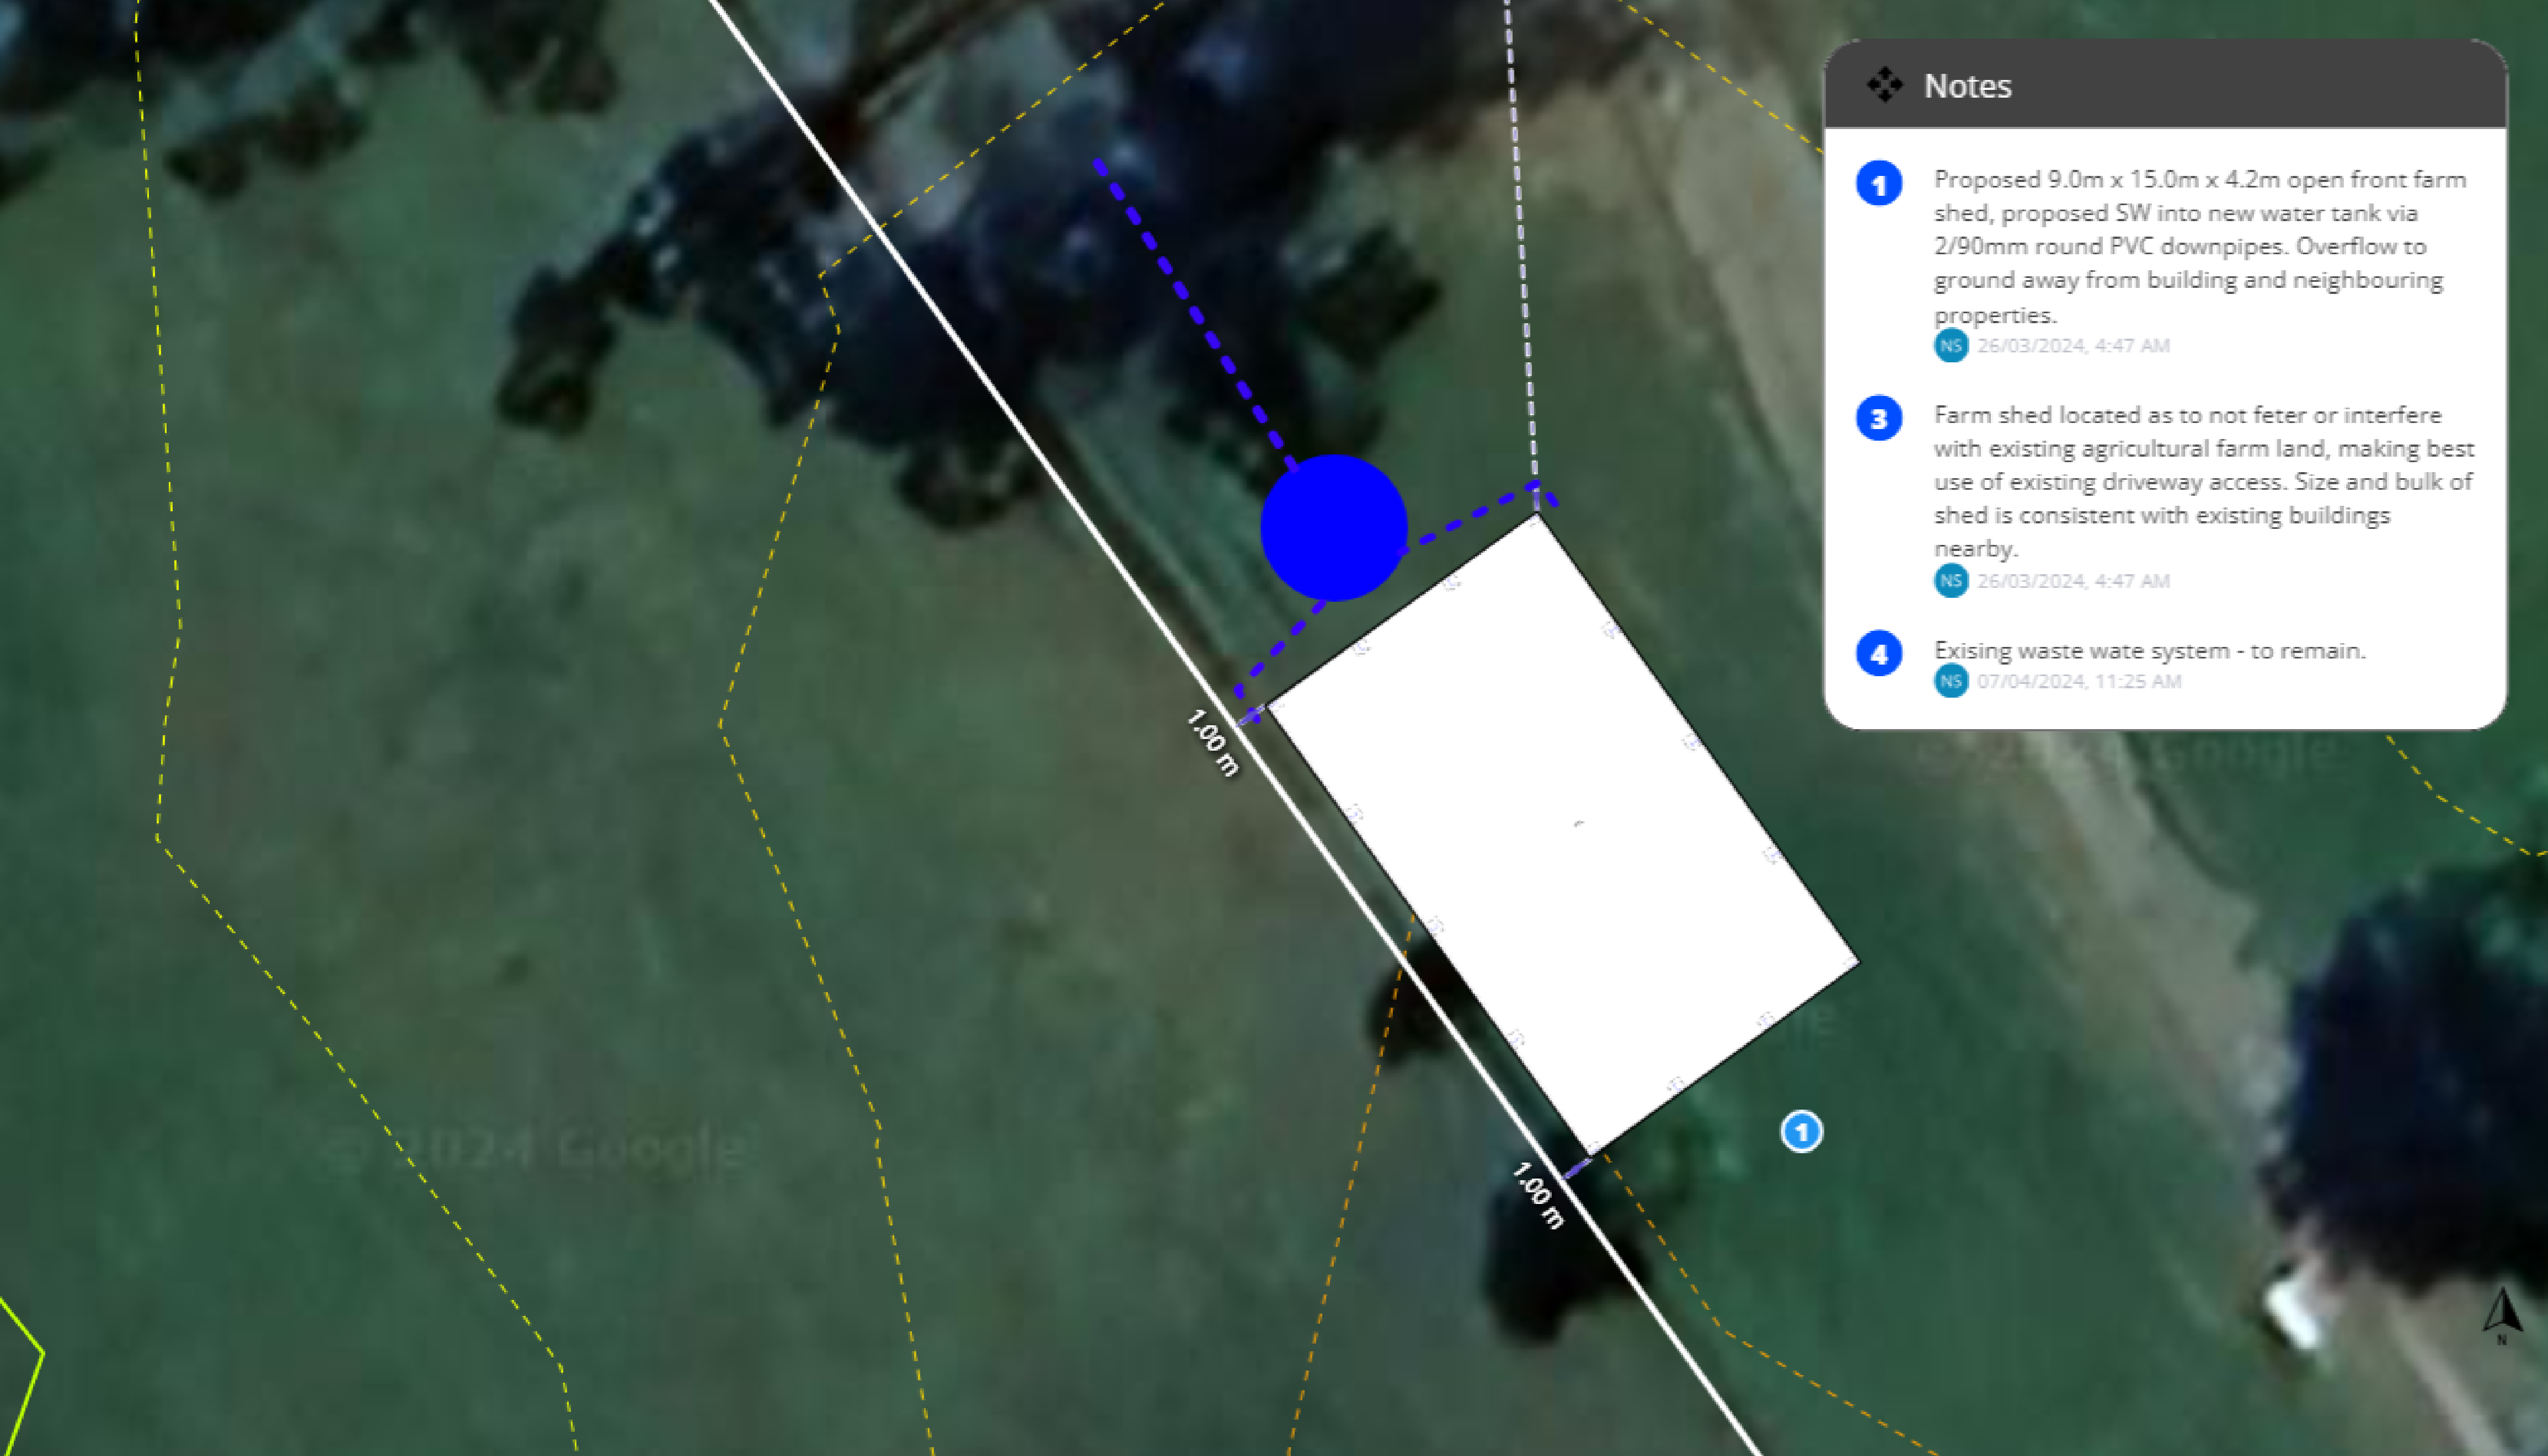 Notes
1
Proposed 9.0m x 15.0m x 4.2m open front farm
shed, proposed SW into new water tank via
2/90mm round PVC downpipes. Overflow to
ground away from building and neighbouring
properties.
NS 26/03/2024, 4:47 AM
3
Farm shed located as to not feter or interfere
with existing agricultural farm land, making best
use of existing driveway access. Size and bulk of
shed is consistent with existing buildings
nearby.
NS 26/03/2024, 4:47 AM
4
Exising waste wate system - to remain.
NS 07/04/2024, 11:25 AM
1.00 m
© 2024 Google
1.00 m
1
© 2024 Google
N